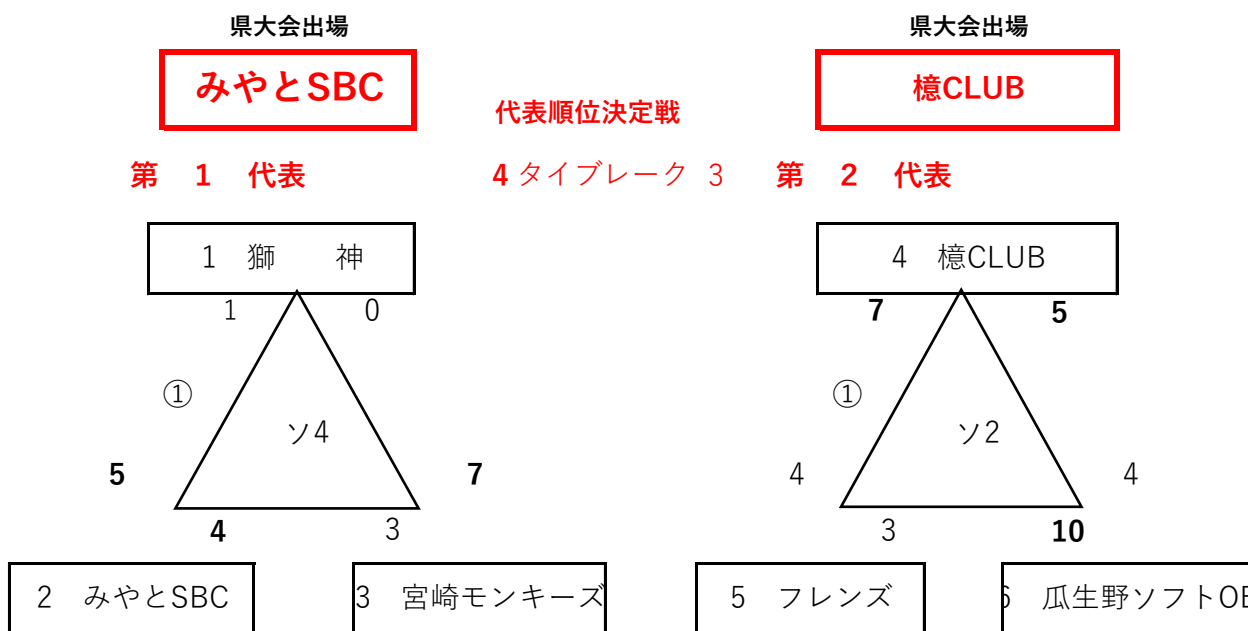 県大会出場 県大会出場
みやとSBC 檍CLUB
代表順位決定戦
第 1 代表 4 タイブレーク 3 第 2 代表
1 獅 神 4 檍CLUB
1 0 7 5
① ①
ソ4 ソ2
5 7 4 4
4 3 3 10
2 みやとSBC 3 宮崎モンキーズ 5 フレンズ 6 瓜生野ソフトOB